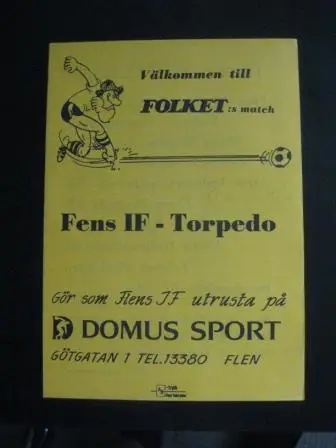 Välkommen till
FOLKET:s match
Fens IF - Torpedo
Gör som Flens IF utrusta på
DOMUS SPORT
GÖTGATAN 1 TEL.13380 FLEN